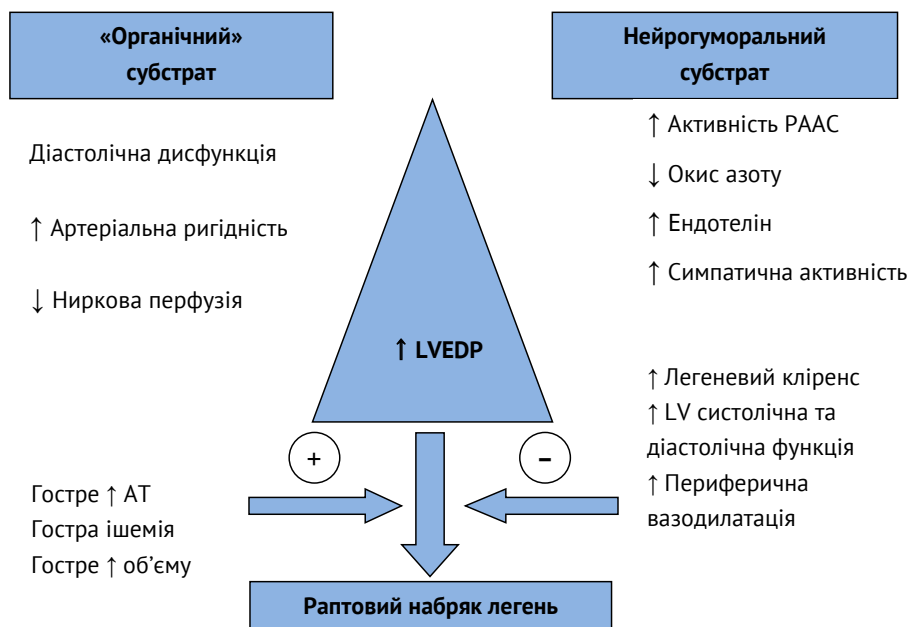 «Органічний»
субстрат
Нейрогуморальний
субстрат
Діастолічна дисфункція
↑ Артеріальна ригідність
↓ Ниркова перфузія
↑ Активність РААС
↓ Окис азоту
↑ Ендотелін
↑ Симпатична активність
↑ LVEDP
+
−
Гостре ↑ АТ
Гостра ішемія
Гостре ↑ об’єму
↑ Легеневий кліренс
↑ LV систолічна та
діастолічна функція
↑ Периферична
вазодилатація
Раптовий набряк легень